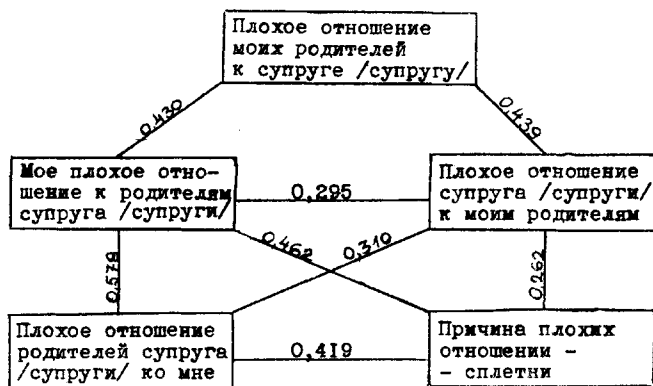 Плохое отношение
моих родителей
к супруге /супругу/
0,430
0,439
Мое плохое отно-
шение к родителям
супруга /супруги/
0,295
Плохое отношение
супруга /супруги/
к моим родителям
0,462
0,310
0,578
0,262
Плохое отношение
родителей супруга
/супруги/ ко мне
0,419
Причина плохих
отношении -
- сплетни